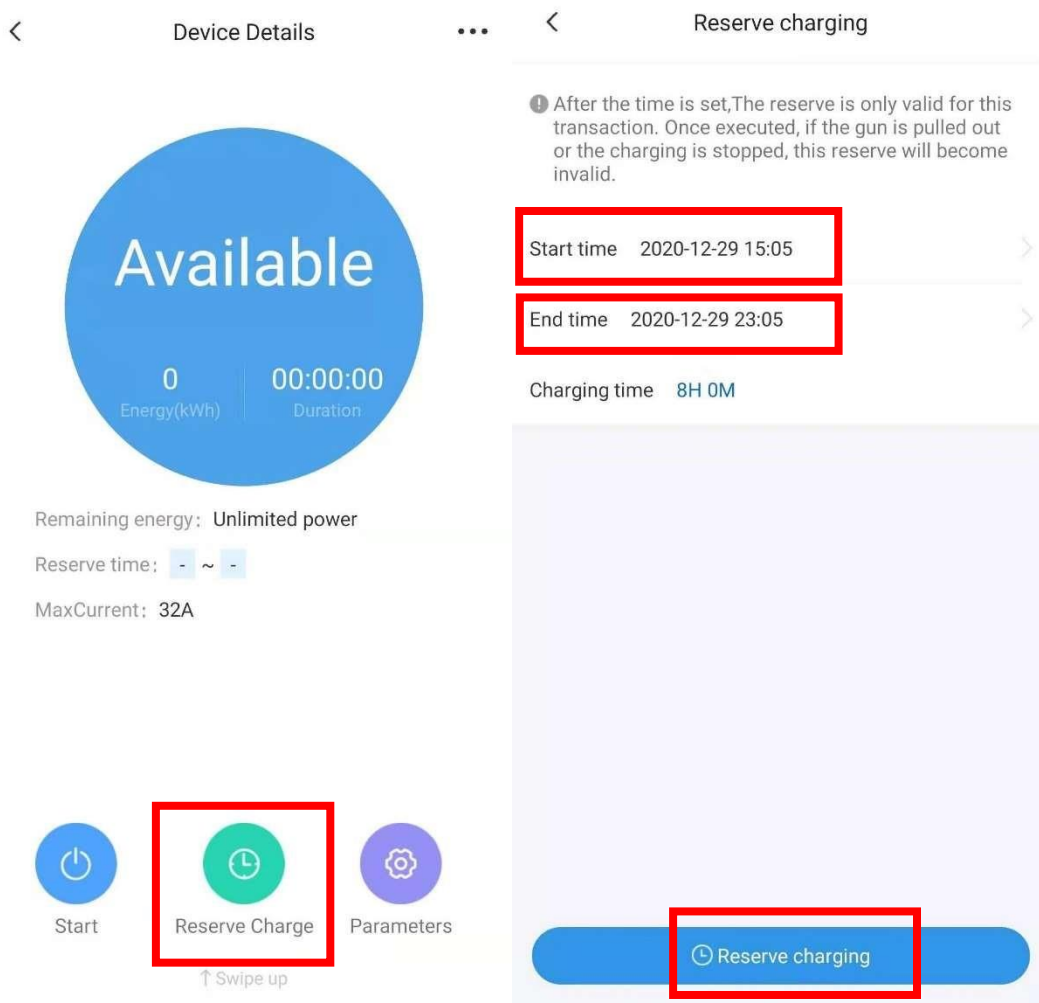 Device Details
Available
0
00:00:00
Energy(kWh)
Duration
Remaining energy: Unlimited power
Reserve time: - ~ -
MaxCurrent: 32A
Start
Reserve Charge
Parameters
↑ Swipe up
Reserve charging
After the time is set,The reserve is only valid for this
transaction. Once executed, if the gun is pulled out
or the charging is stopped, this reserve will become
invalid.
Start time 2020-12-29 15:05
End time 2020-12-29 23:05
Charging time 8H 0M
Reserve charging